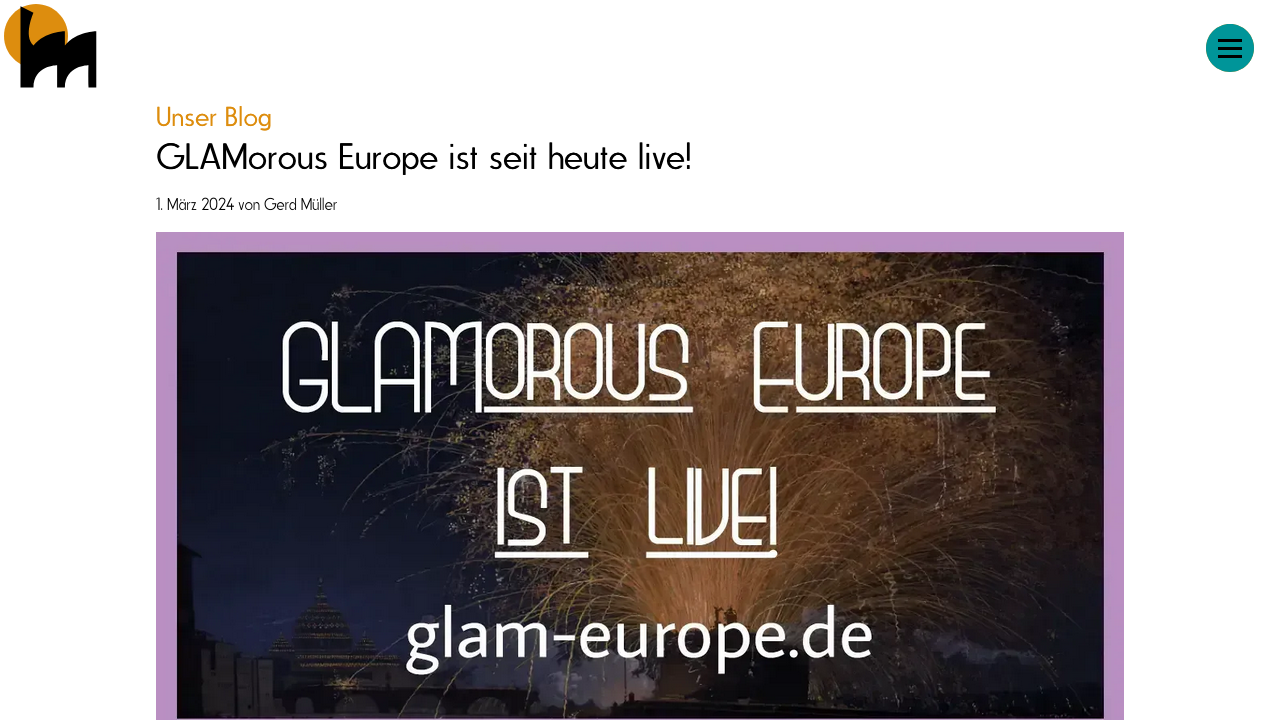 Unser Blog
GLAMorous Europe ist seit heute live!
1. März 2024 von Gerd Müller
GLAMOROUS EUROPE
IST LIVE!
glam-europe.de